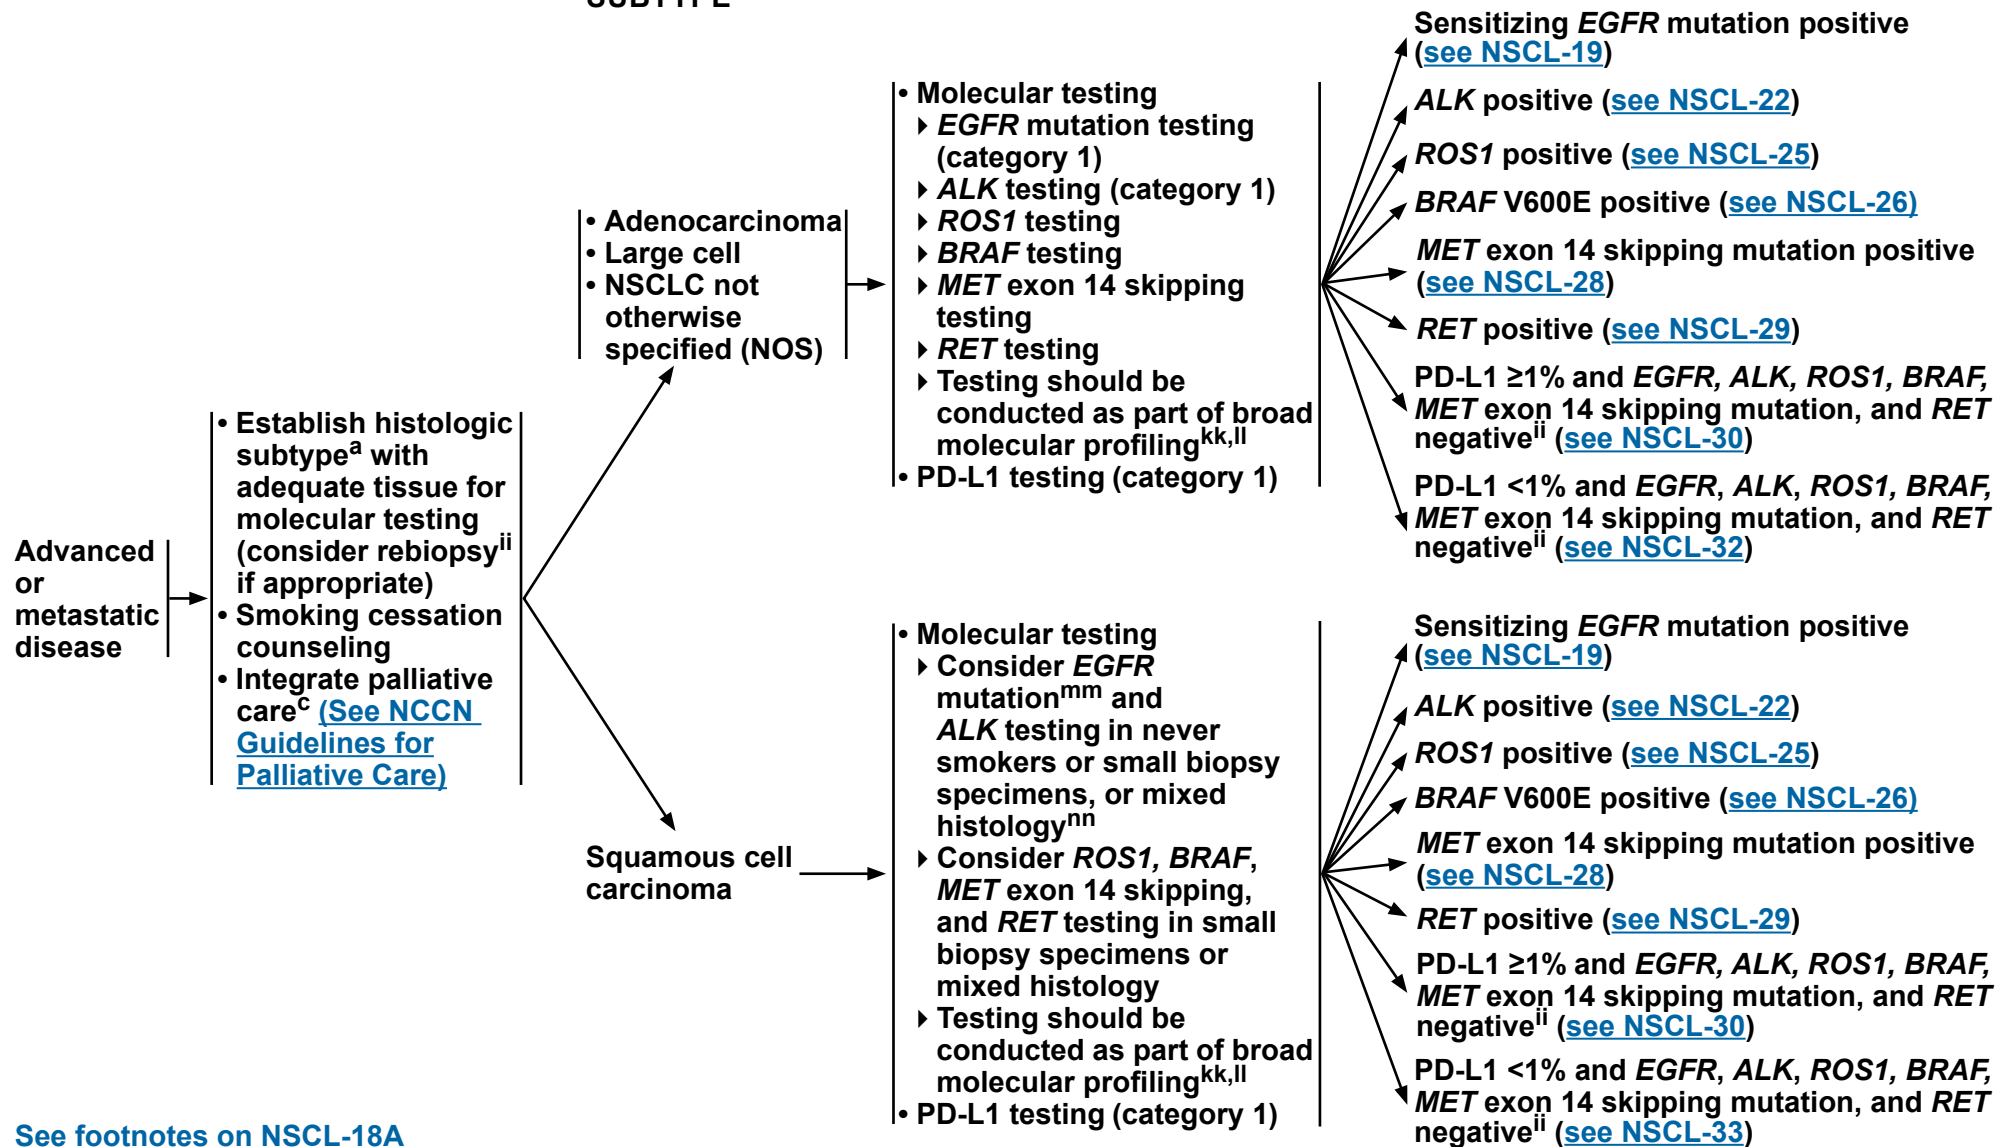 SUBTYPE
Advanced
or
metastatic
disease
• Establish histologic
subtypeᵃ with
adequate tissue for
molecular testing
(consider rebiopsyⁱⁱ
if appropriate)
• Smoking cessation
counseling
• Integrate palliative
careᶜ (See NCCN
Guidelines for
Palliative Care)
• Adenocarcinoma
• Large cell
• NSCLC not
otherwise
specified (NOS)
• Molecular testing
▸ EGFR mutation testing
(category 1)
▸ ALK testing (category 1)
▸ ROS1 testing
▸ BRAF testing
▸ MET exon 14 skipping
testing
▸ RET testing
▸ Testing should be
conducted as part of broad
molecular profilingᵏᵏ,ˡˡ
• PD-L1 testing (category 1)
Sensitizing EGFR mutation positive
(see NSCL-19)
ALK positive (see NSCL-22)
ROS1 positive (see NSCL-25)
BRAF V600E positive (see NSCL-26)
MET exon 14 skipping mutation positive
(see NSCL-28)
RET positive (see NSCL-29)
PD-L1 ≥1% and EGFR, ALK, ROS1, BRAF,
MET exon 14 skipping mutation, and RET
negativeⁱⁱ (see NSCL-30)
PD-L1 <1% and EGFR, ALK, ROS1, BRAF,
MET exon 14 skipping mutation, and RET
negativeⁱⁱ (see NSCL-32)
Squamous cell
carcinoma
• Molecular testing
▸ Consider EGFR
mutationᵐᵐ and
ALK testing in never
smokers or small biopsy
specimens, or mixed
histologyⁿⁿ
▸ Consider ROS1, BRAF,
MET exon 14 skipping,
and RET testing in small
biopsy specimens or
mixed histology
▸ Testing should be
conducted as part of broad
molecular profilingᵏᵏ,ˡˡ
• PD-L1 testing (category 1)
Sensitizing EGFR mutation positive
(see NSCL-19)
ALK positive (see NSCL-22)
ROS1 positive (see NSCL-25)
BRAF V600E positive (see NSCL-26)
MET exon 14 skipping mutation positive
(see NSCL-28)
RET positive (see NSCL-29)
PD-L1 ≥1% and EGFR, ALK, ROS1, BRAF,
MET exon 14 skipping mutation, and RET
negativeⁱⁱ (see NSCL-30)
PD-L1 <1% and EGFR, ALK, ROS1, BRAF,
MET exon 14 skipping mutation, and RET
negativeⁱⁱ (see NSCL-33)
See footnotes on NSCL-18A